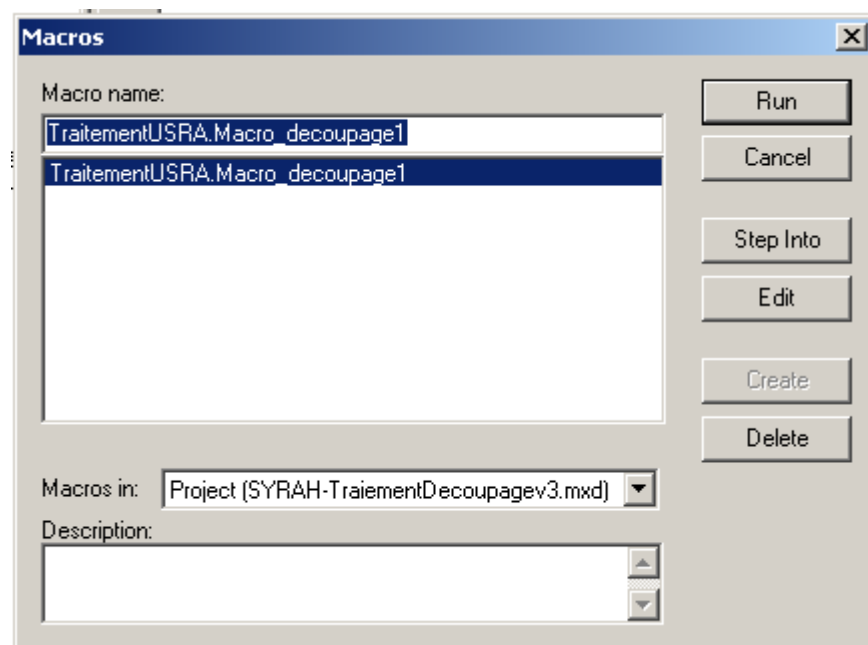 Macros
Macro name:
Run
TraitementUSRA.Macro_decoupage1
TraitementUSRA.Macro_decoupage1
Cancel
Step Into
Edit
Create
Delete
Macros in:
Project (SYRAH-TraiementDecoupagev3.mxd)
Description: